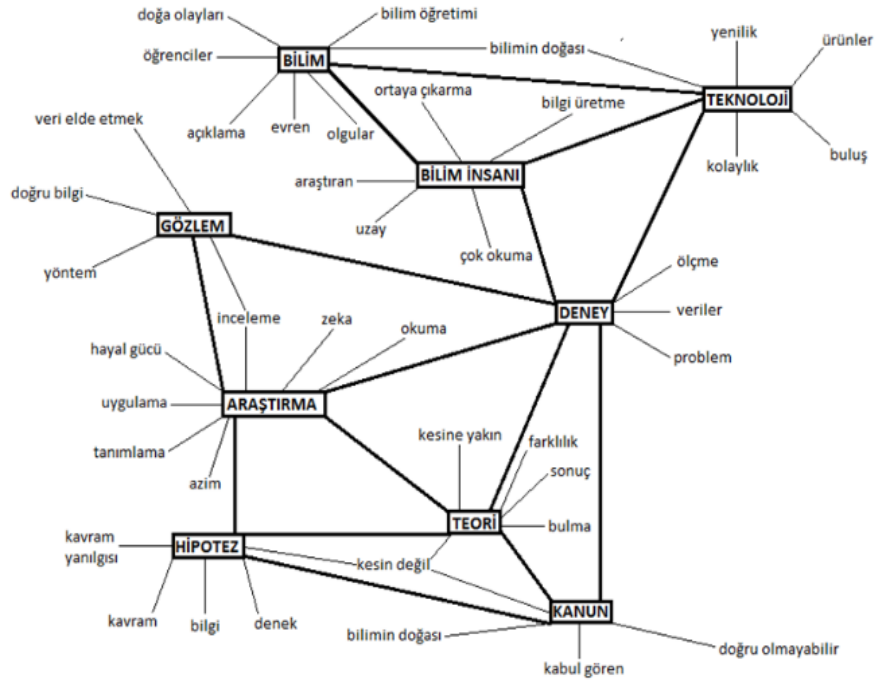 doğa olayları
bilim öğretimi
öğrenciler
BİLİM
bilimin doğası
yenilik
ürünler
TEKNOLOJİ
ortaya çıkarma
bilgi üretme
veri elde etmek
açıklama
evren
olgular
kolaylık
buluş
araştıran
BİLİM İNSANI
doğru bilgi
GÖZLEM
uzay
çok okuma
yöntem
ölçme
inceleme
zeka
okuma
DENEY
veriler
hayal gücü
problem
uygulama
ARAŞTIRMA
tanımlama
azim
kesine yakın
farklılık
sonuç
TEORİ
bulma
kavram
yanılgısı
HİPOTEZ
kesin değil
kavram
bilgi
denek
KANUN
bilimin doğası
doğru olmayabilir
kabul gören